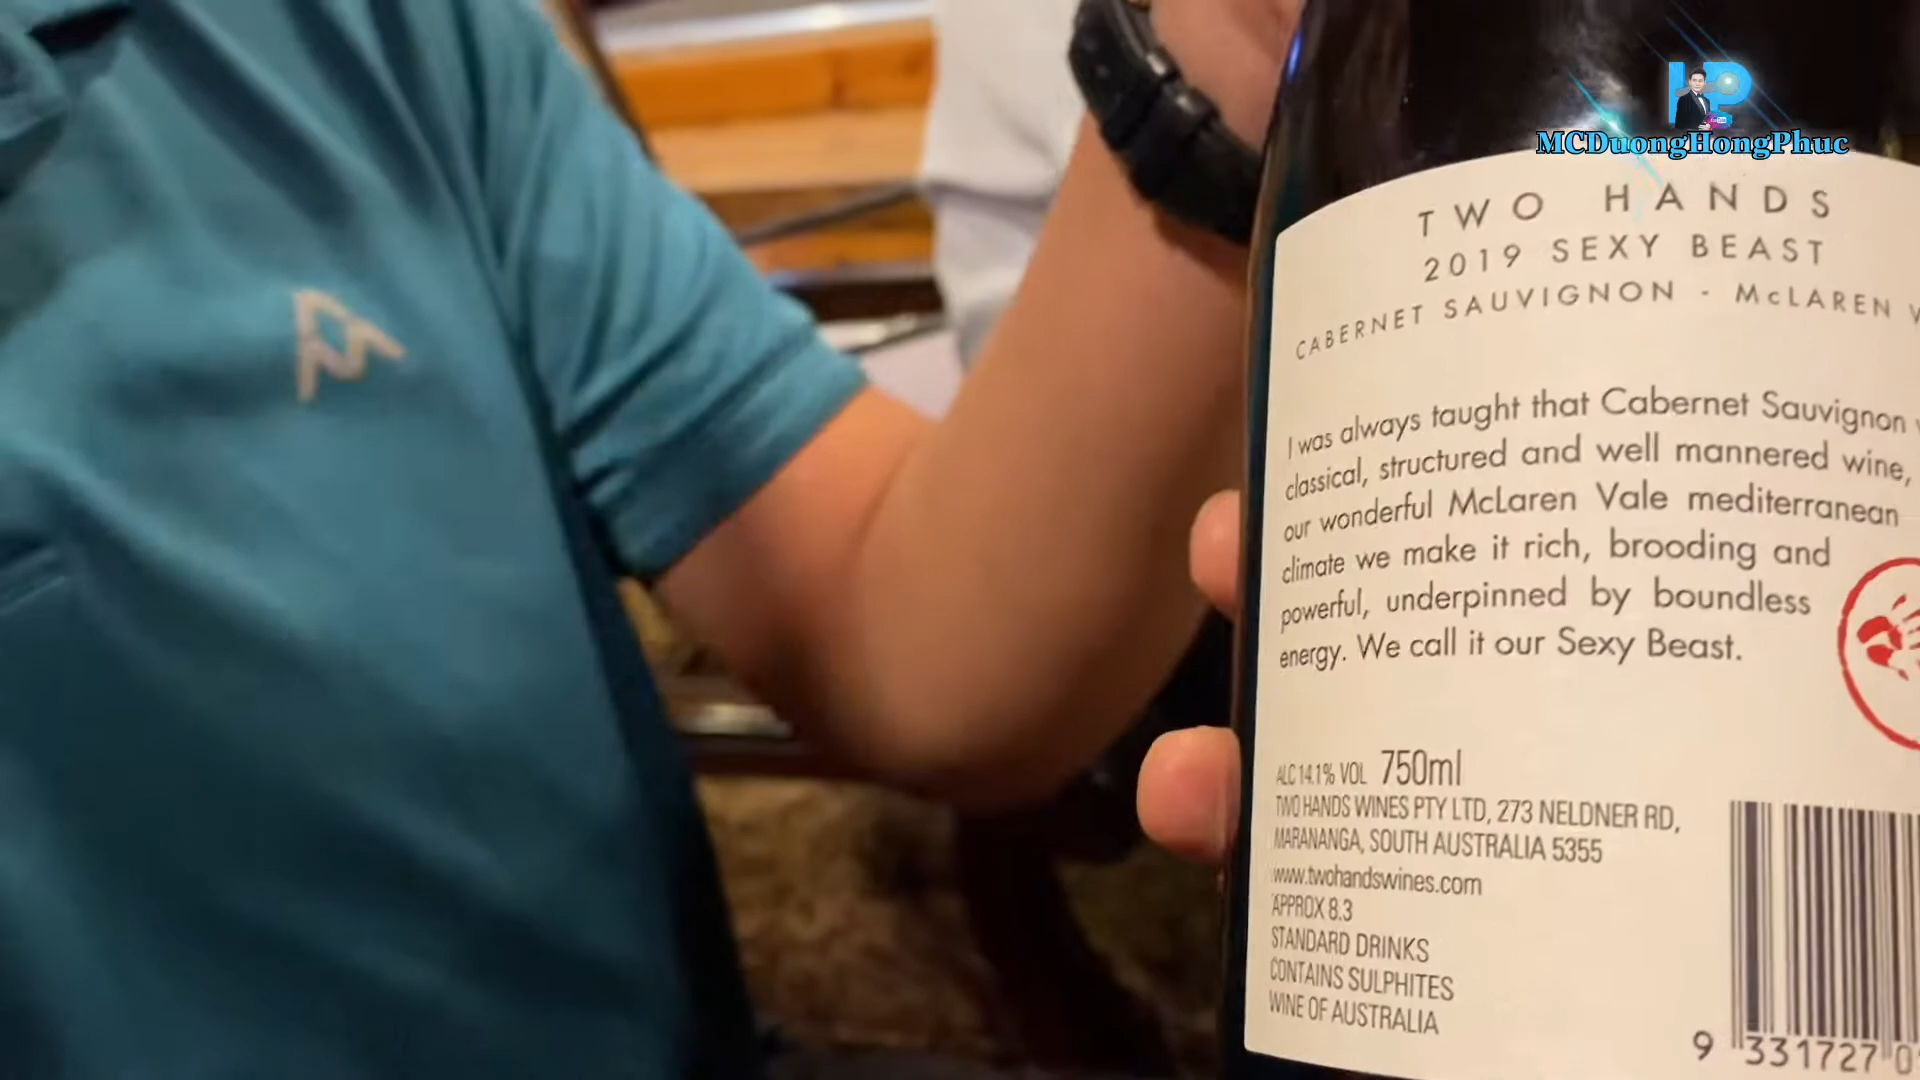 MCDuongHongPhuc
TWO HANDS
2019 SEXY BEAST
CABERNET SAUVIGNON - McLAREN
I was always taught that Cabernet Sauvignon
classical, structured and well mannered wine,
our wonderful McLaren Vale mediterranean
climate we make it rich, brooding and
powerful, underpinned by boundless
energy. We call it our Sexy Beast.
ALC 14.1% VOL 750ml
TWO HANDS WINES PTY LTD, 273 NELDNER RD,
MARANANGA, SOUTH AUSTRALIA 5355
www.twohandswines.com
APPROX 8.3
STANDARD DRINKS
CONTAINS SULPHITES
WINE OF AUSTRALIA
9 331727 0